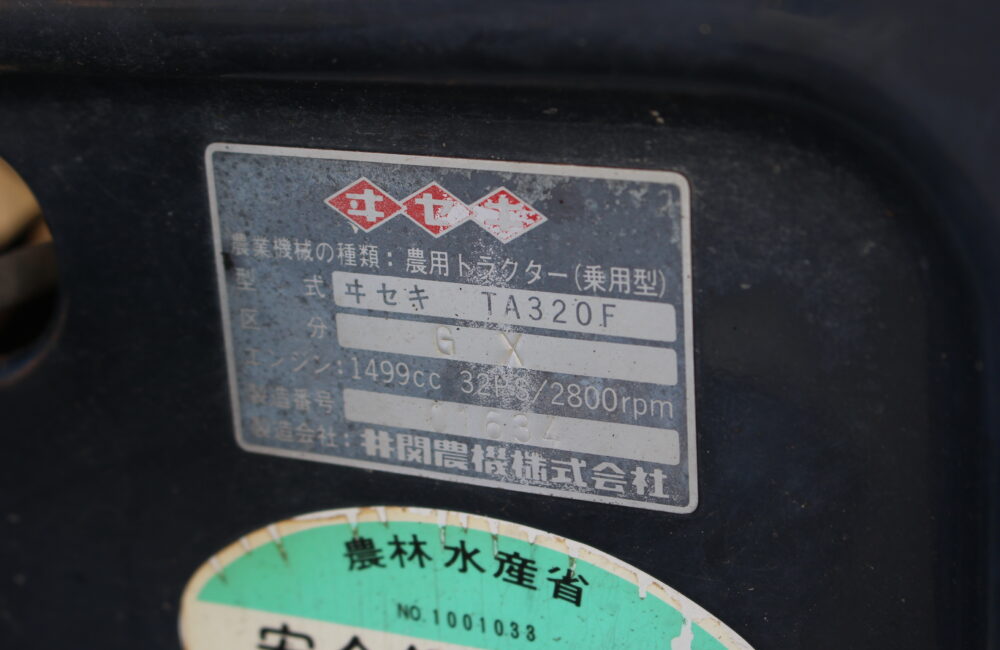 ヰセキ
農業機械の種類：農用トラクター(乗用型)
型 式 ヰセキ TA320F
区 分 G X
エンジン：1499cc 32PS/2800rpm
製造番号 001634
製造会社：井関農機株式会社
農林水産省
NO.1001033
安全